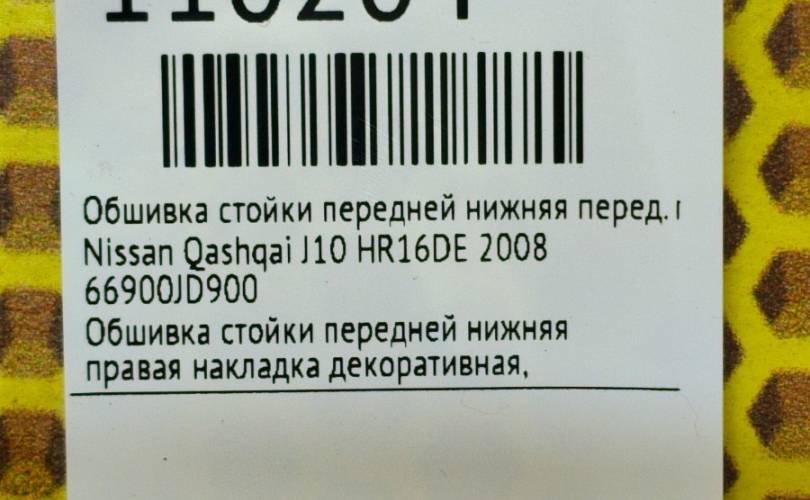 Обшивка стойки передней нижняя перед.
Nissan Qashqai J10 HR16DE 2008
66900JD900
Обшивка стойки передней нижняя
правая накладка декоративная,